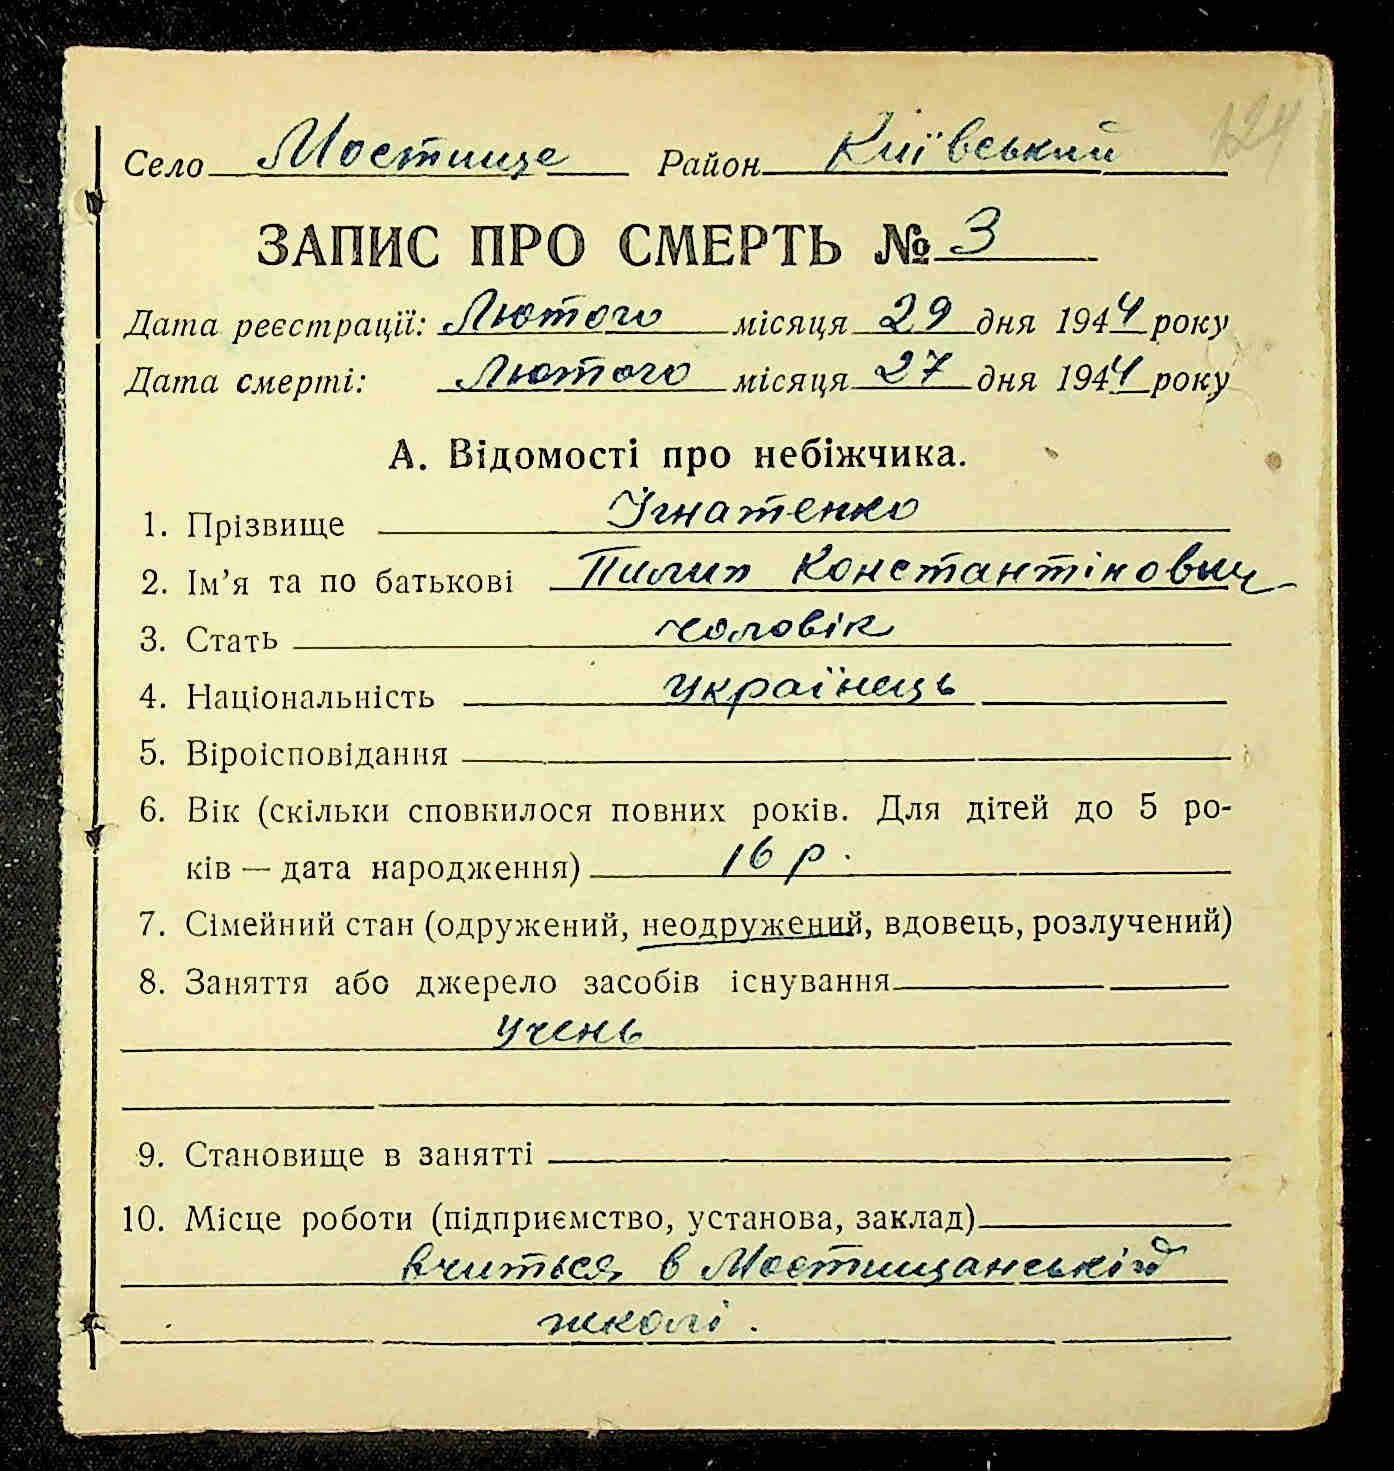 124
Село Мостище Район Київський
ЗАПИС ПРО СМЕРТЬ № 3
Дата реєстрації: Лютого місяця 29 дня 1944 року
Дата смерті: Лютого місяця 27 дня 1944 року
А. Відомості про небіжчика.
1. Прізвище Ігнатенко
2. Ім’я та по батькові Пилип Константінович
3. Стать чоловік
4. Національність українець
5. Віроісповідання
6. Вік (скільки сповнилося повних років. Для дітей до 5 ро-
ків — дата народження) 16 р.
7. Сімейний стан (одружений, неодружений, вдовець, розлучений)
8. Заняття або джерело засобів існування
учень
9. Становище в занятті
10. Місце роботи (підприємство, установа, заклад)
вчиться в Мостищанській
школі.